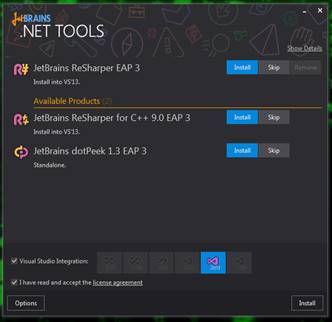 JETBRAINS
.NET TOOLS
Show Details
JetBrains ReSharper EAP 3
Install into VS'13.
Install
Skip
Remove
Available Products (2)
JetBrains ReSharper for C++ 9.0 EAP 3
Install into VS'13.
Install
Skip
JetBrains dotPeek 1.3 EAP 3
Standalone.
Install
Skip
Visual Studio Integration:
2013
I have read and accept the license agreement
Options
Install